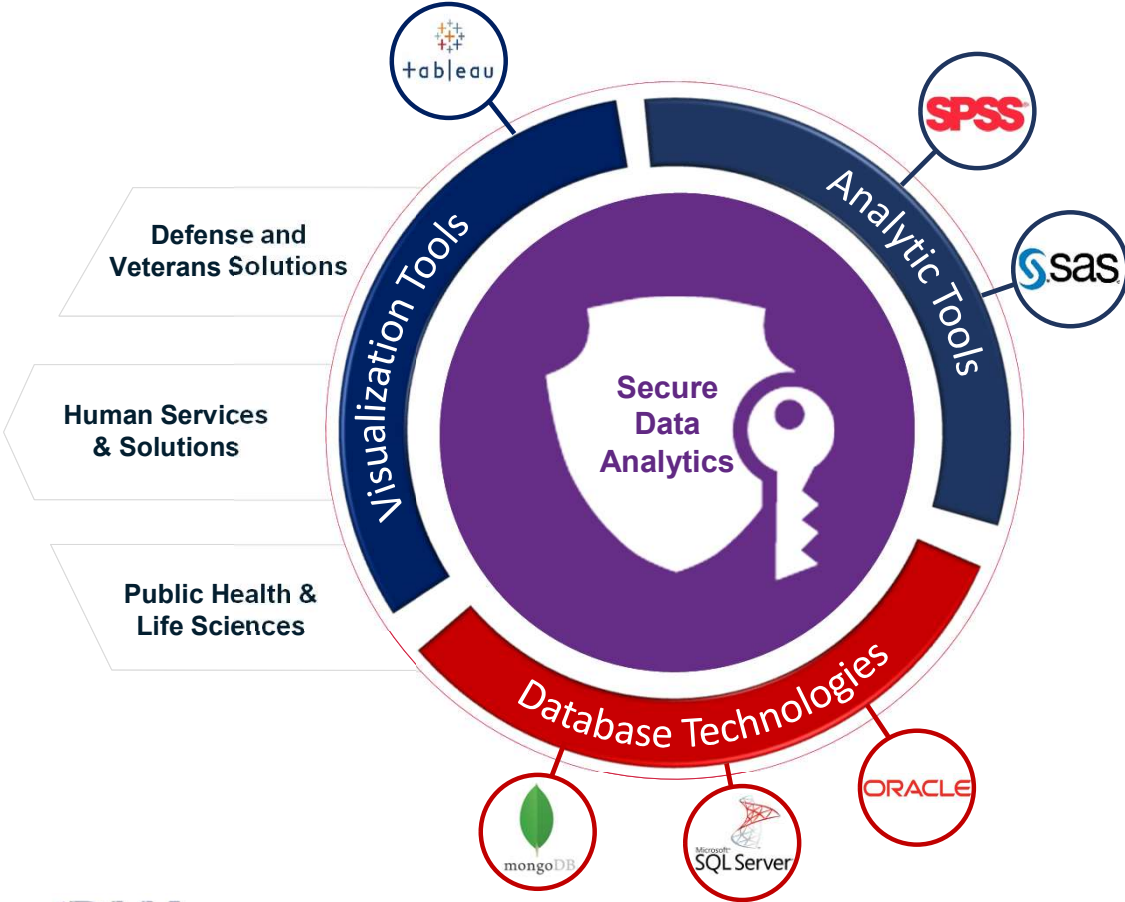 +ableau
SPSS
sas
Analytic Tools
Visualization Tools
Defense and
Veterans Solutions
Human Services
& Solutions
Public Health &
Life Sciences
Secure
Data
Analytics
Database Technologies
mongoDB
Microsoft
SQL Server
ORACLE